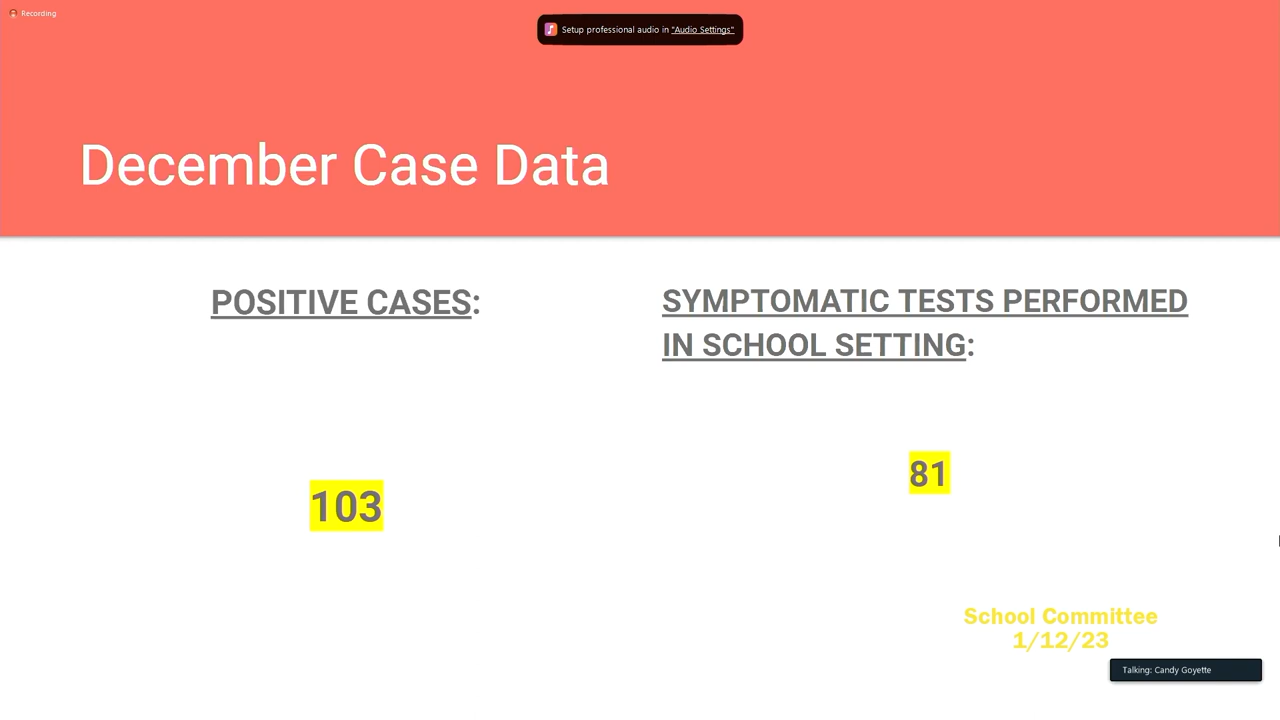 Recording
Setup professional audio in "Audio Settings"
December Case Data
POSITIVE CASES:
103
SYMPTOMATIC TESTS PERFORMED
IN SCHOOL SETTING:
81
School Committee
1/12/23
Talking: Candy Goyette